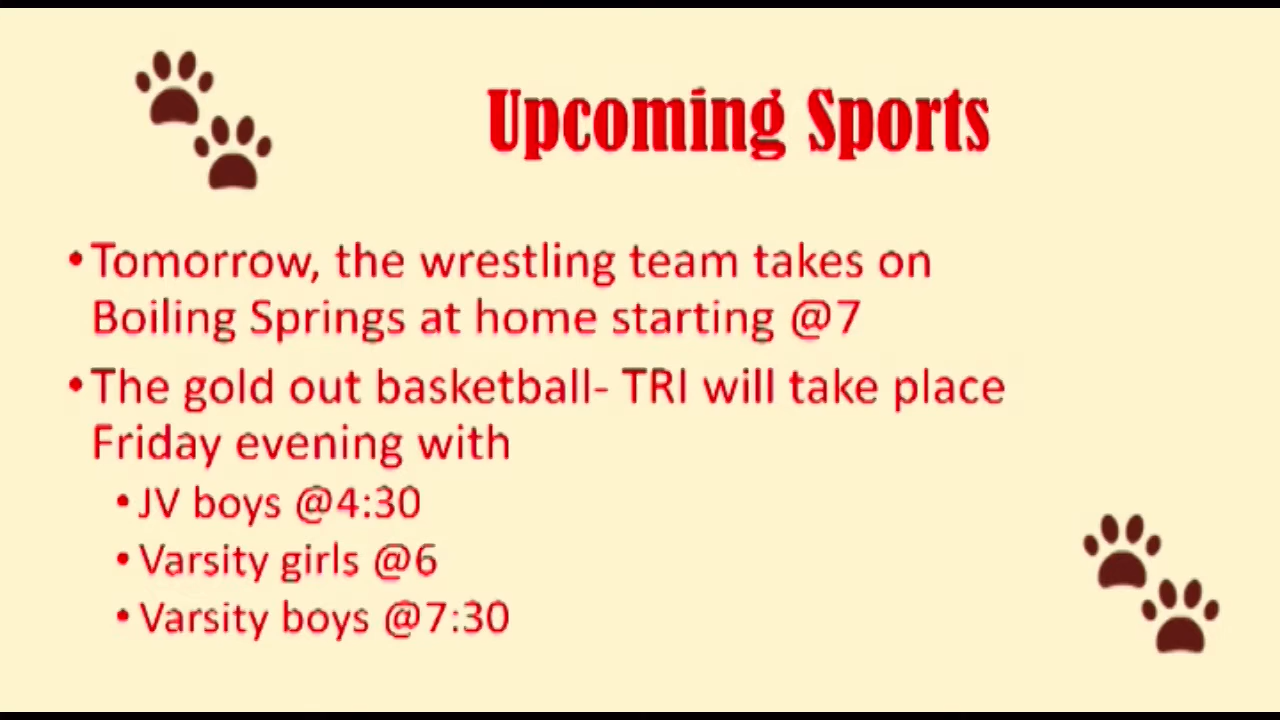 Upcoming Sports
•Tomorrow, the wrestling team takes on
Boiling Springs at home starting @7
•The gold out basketball- TRI will take place
Friday evening with
•JV boys @4:30
•Varsity girls @6
•Varsity boys @7:30